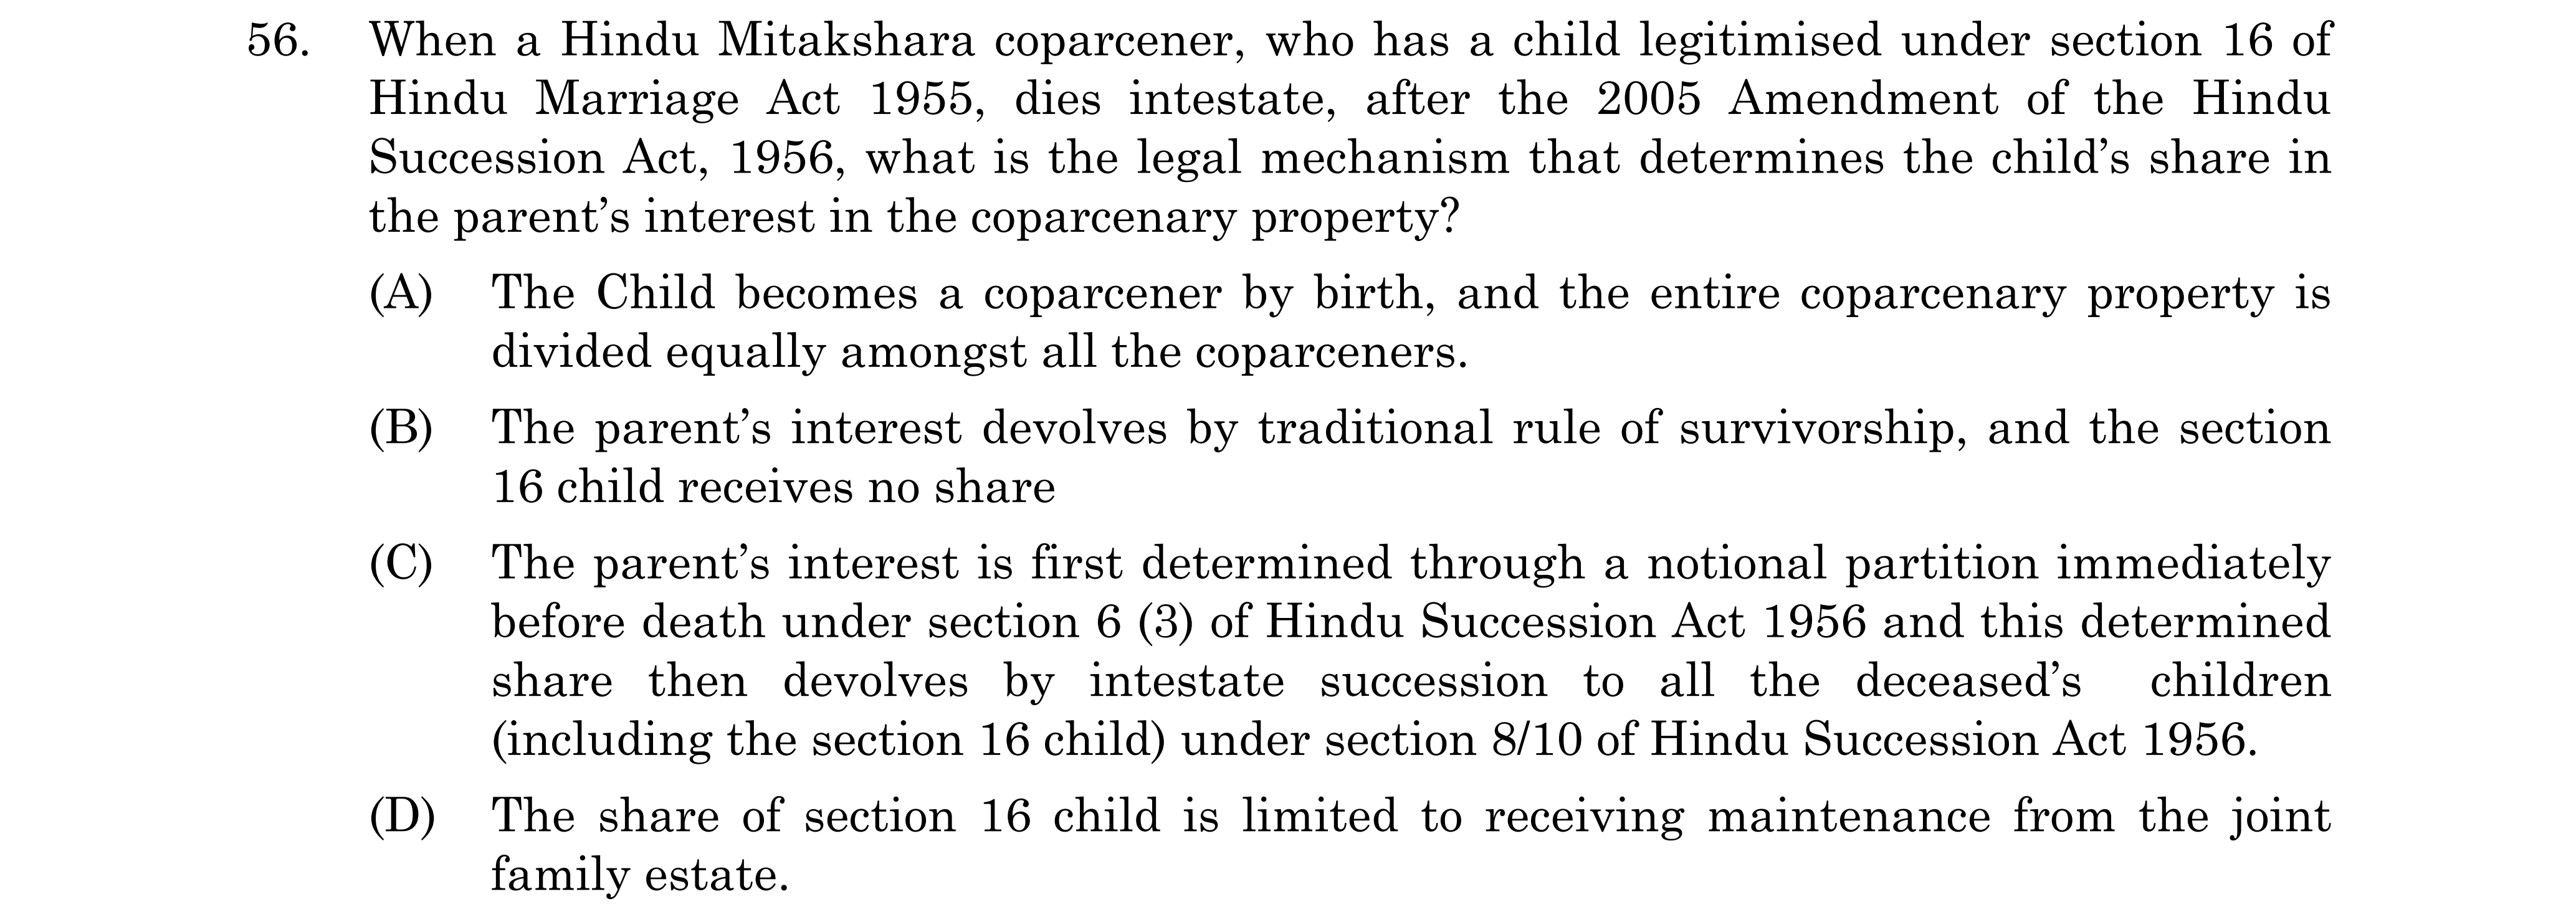 56. When a Hindu Mitakshara coparcener, who has a child legitimised under section 16 of
Hindu Marriage Act 1955, dies intestate, after the 2005 Amendment of the Hindu
Succession Act, 1956, what is the legal mechanism that determines the child’s share in
the parent’s interest in the coparcenary property?
(A) The Child becomes a coparcener by birth, and the entire coparcenary property is
divided equally amongst all the coparceners.
(B) The parent’s interest devolves by traditional rule of survivorship, and the section
16 child receives no share
(C) The parent’s interest is first determined through a notional partition immediately
before death under section 6 (3) of Hindu Succession Act 1956 and this determined
share then devolves by intestate succession to all the deceased’s children
(including the section 16 child) under section 8/10 of Hindu Succession Act 1956.
(D) The share of section 16 child is limited to receiving maintenance from the joint
family estate.